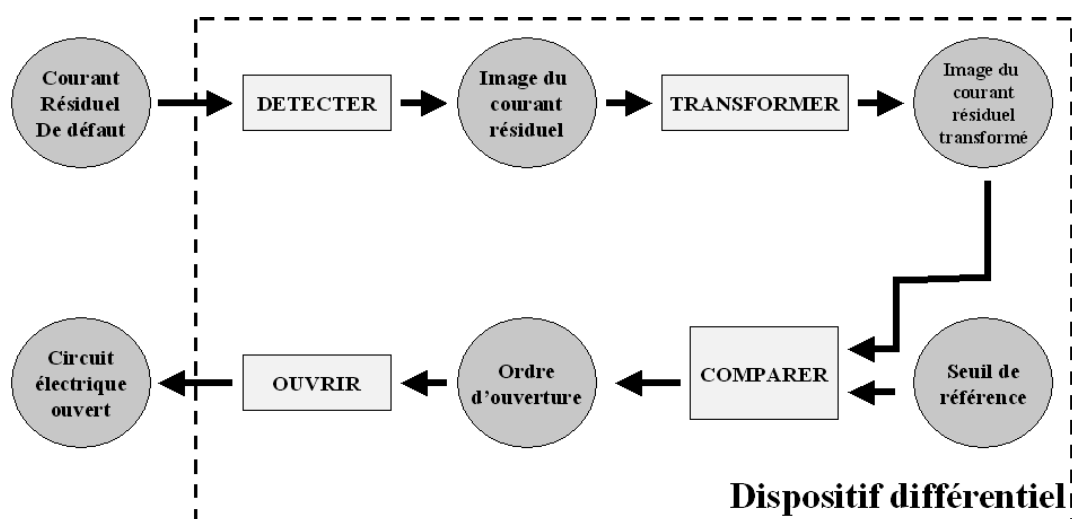 Courant
Résiduel
De défaut
DETECTER
Image du
courant
résiduel
TRANSFORMER
Image du
courant
résiduel
transformé
Circuit
électrique
ouvert
OUVRIR
Ordre
d'ouverture
COMPARER
Seuil de
référence
Dispositif différentiel